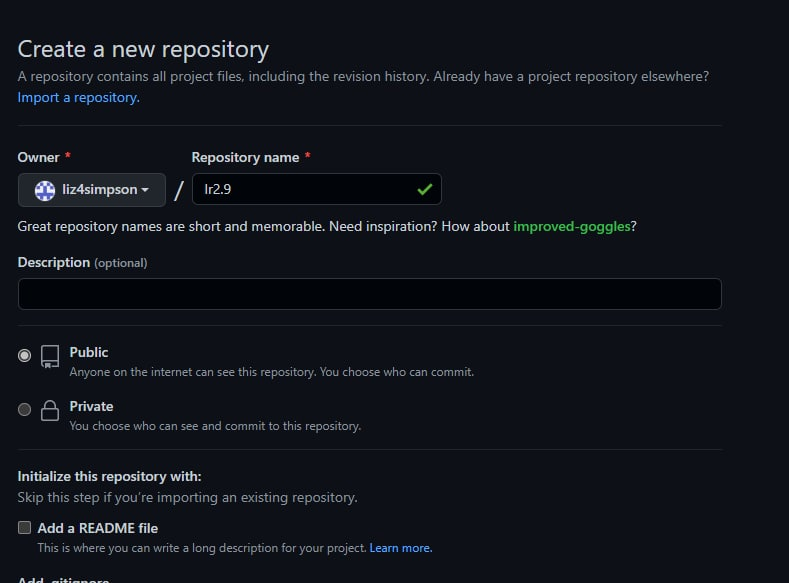 Create a new repository
A repository contains all project files, including the revision history. Already have a project repository elsewhere?
Import a repository.
Owner * Repository name *
liz4simpson / lr2.9
Great repository names are short and memorable. Need inspiration? How about improved-goggles?
Description (optional)
Public
Anyone on the internet can see this repository. You choose who can commit.
Private
You choose who can see and commit to this repository.
Initialize this repository with:
Skip this step if you’re importing an existing repository.
Add a README file
This is where you can write a long description for your project. Learn more.
Add .gitignore